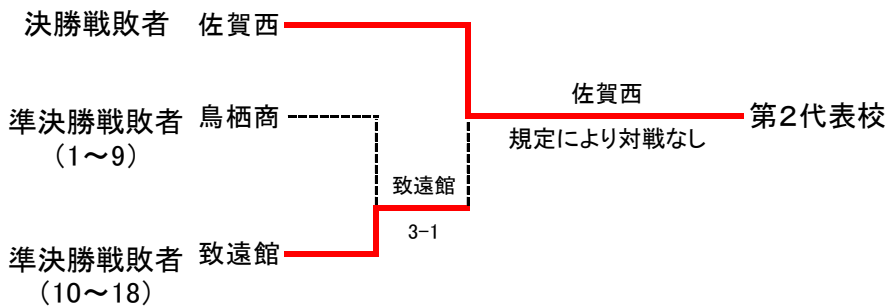 決勝戦敗者 佐賀西
佐賀西
第2代表校
規定により対戦なし
準決勝戦敗者 鳥栖商
(1～9)
致遠館
3-1
準決勝戦敗者 致遠館
(10～18)